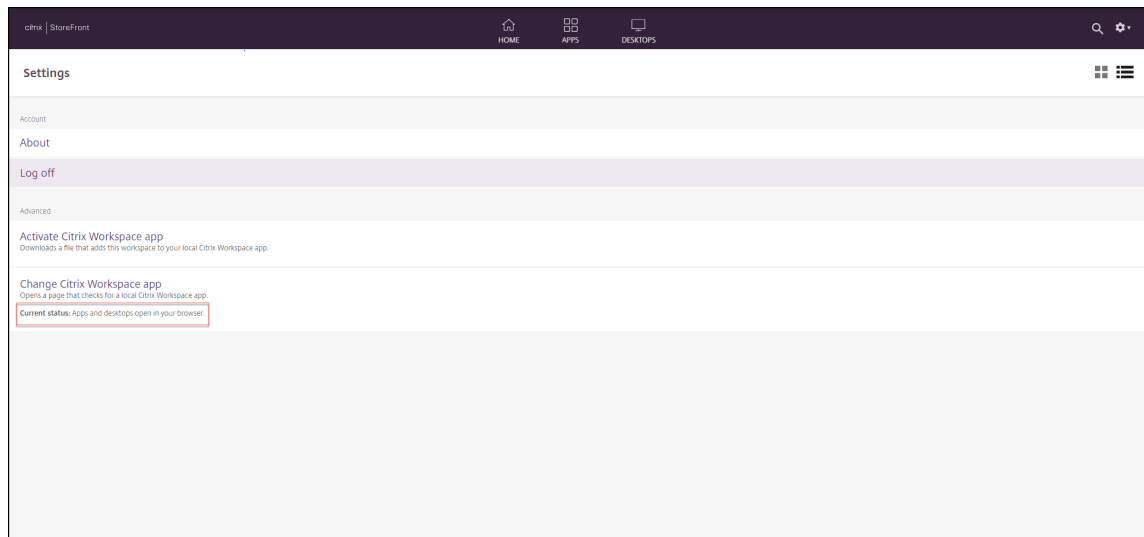 citrix | StoreFront
HOME
APPS
DESKTOPS
Settings
Account
About
Log off
Advanced
Activate Citrix Workspace app
Downloads a file that adds this workspace to your local Citrix Workspace app.
Change Citrix Workspace app
Opens a page that checks for a local Citrix Workspace app.
Current status: Apps and desktops open in your browser.